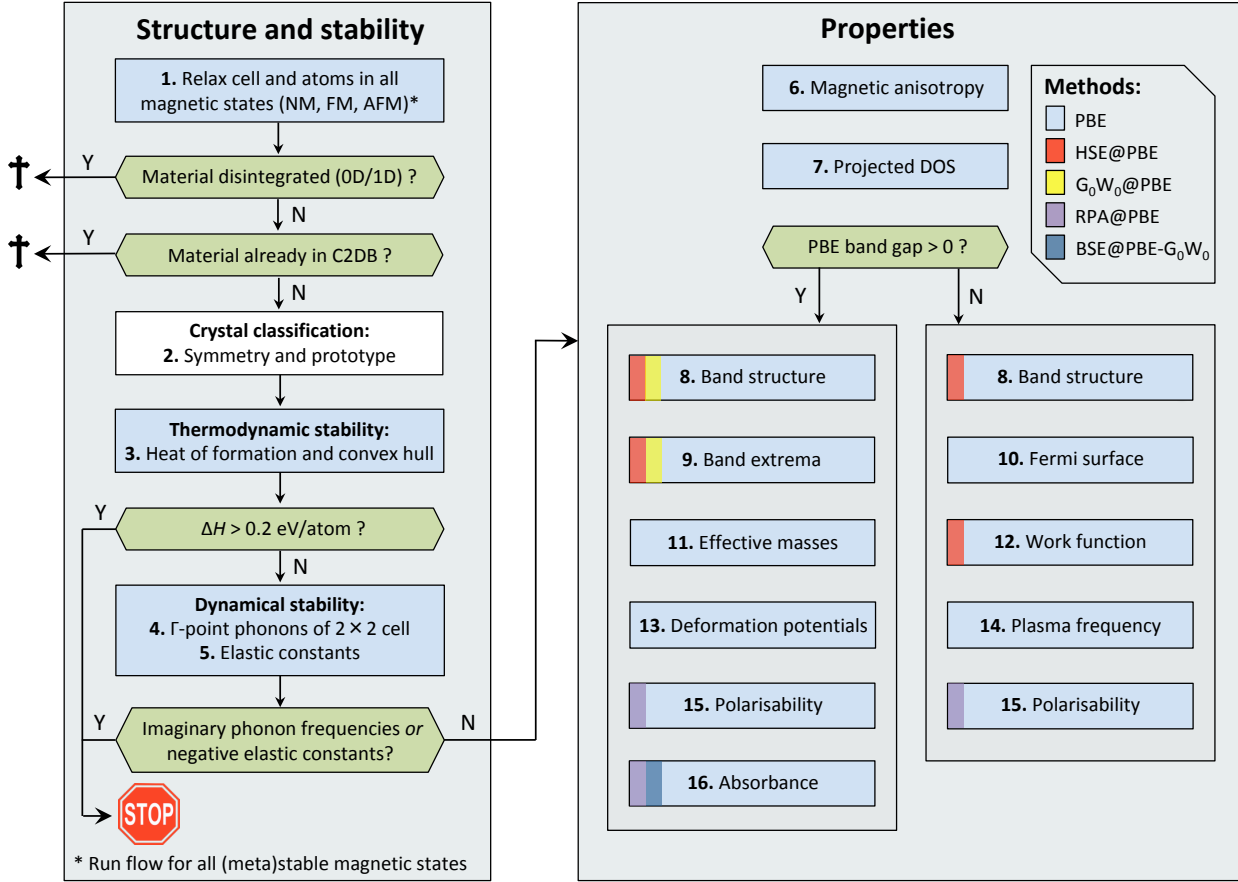 Structure and stability
1. Relax cell and atoms in all
magnetic states (NM, FM, AFM)*
Y
Material disintegrated (0D/1D) ?
N
Y
Material already in C2DB ?
N
Crystal classification:
2. Symmetry and prototype
Thermodynamic stability:
3. Heat of formation and convex hull
Y
ΔH > 0.2 eV/atom ?
N
Dynamical stability:
4. Γ-point phonons of 2 × 2 cell
5. Elastic constants
Y
Imaginary phonon frequencies or
negative elastic constants?
N
STOP
* Run flow for all (meta)stable magnetic states
Properties
6. Magnetic anisotropy
7. Projected DOS
PBE band gap > 0 ?
Y
N
Methods:
PBE
HSE@PBE
G₀W₀@PBE
RPA@PBE
BSE@PBE-G₀W₀
8. Band structure
9. Band extrema
11. Effective masses
13. Deformation potentials
15. Polarisability
16. Absorbance
8. Band structure
10. Fermi surface
12. Work function
14. Plasma frequency
15. Polarisability